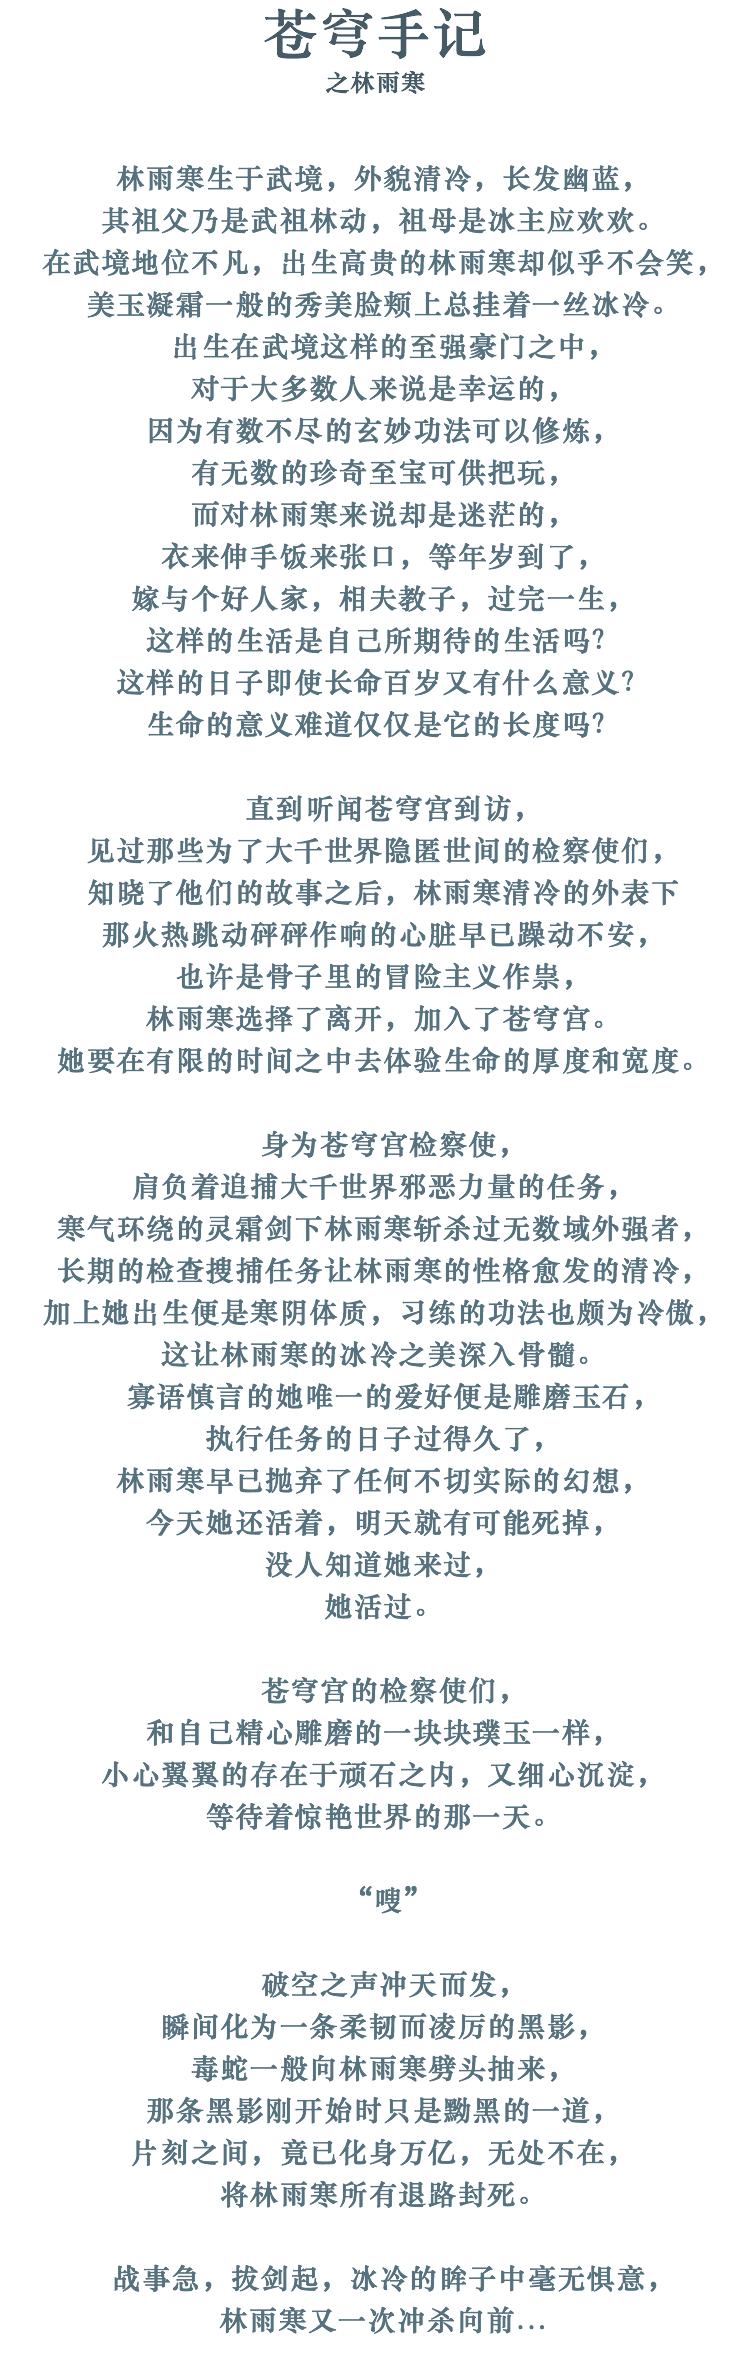 苍穹手记
之林雨寒
林雨寒生于武境，外貌清冷，长发幽蓝，
其祖父乃是武祖林动，祖母是冰主应欢欢。
在武境地位不凡，出生高贵的林雨寒却似乎不会笑，
美玉凝霜一般的秀美脸颊上总挂着一丝冰冷。
出生在武境这样的至强豪门之中，
对于大多数人来说是幸运的，
因为有数不尽的玄妙功法可以修炼，
有无数的珍奇至宝可供把玩，
而对林雨寒来说却是迷茫的，
衣来伸手饭来张口，等年岁到了，
嫁与个好人家，相夫教子，过完一生，
这样的生活是自己所期待的生活吗？
这样的日子即使长命百岁又有什么意义？
生命的意义难道仅仅是它的长度吗？
直到听闻苍穹宫到访，
见过那些为了大千世界隐匿世间的检察使们，
知晓了他们的故事之后，林雨寒清冷的外表下
那火热跳动砰砰作响的心脏早已躁动不安，
也许是骨子里的冒险主义作祟，
林雨寒选择了离开，加入了苍穹宫。
她要在有限的时间之中去体验生命的厚度和宽度。
身为苍穹宫检察使，
肩负着追捕大千世界邪恶力量的任务，
寒气环绕的灵霜剑下林雨寒斩杀过无数域外强者，
长期的检查搜捕任务让林雨寒的性格愈发的清冷，
加上她出生便是寒阴体质，习练的功法也颇为冷傲，
这让林雨寒的冰冷之美深入骨髓。
寡语慎言的她唯一的爱好便是雕磨玉石，
执行任务的日子过得久了，
林雨寒早已抛弃了任何不切实际的幻想，
今天她还活着，明天就有可能死掉，
没人知道她来过，
她活过。
苍穹宫的检察使们，
和自己精心雕磨的一块块璞玉一样，
小心翼翼的存在于顽石之内，又细心沉淀，
等待着惊艳世界的那一天。
“嗖”
破空之声冲天而发，
瞬间化为一条柔韧而凌厉的黑影，
毒蛇一般向林雨寒劈头抽来，
那条黑影刚开始时只是黝黑的一道，
片刻之间，竟已化身万亿，无处不在，
将林雨寒所有退路封死。
战事急，拔剑起，冰冷的眸子中毫无惧意，
林雨寒又一次冲杀向前...